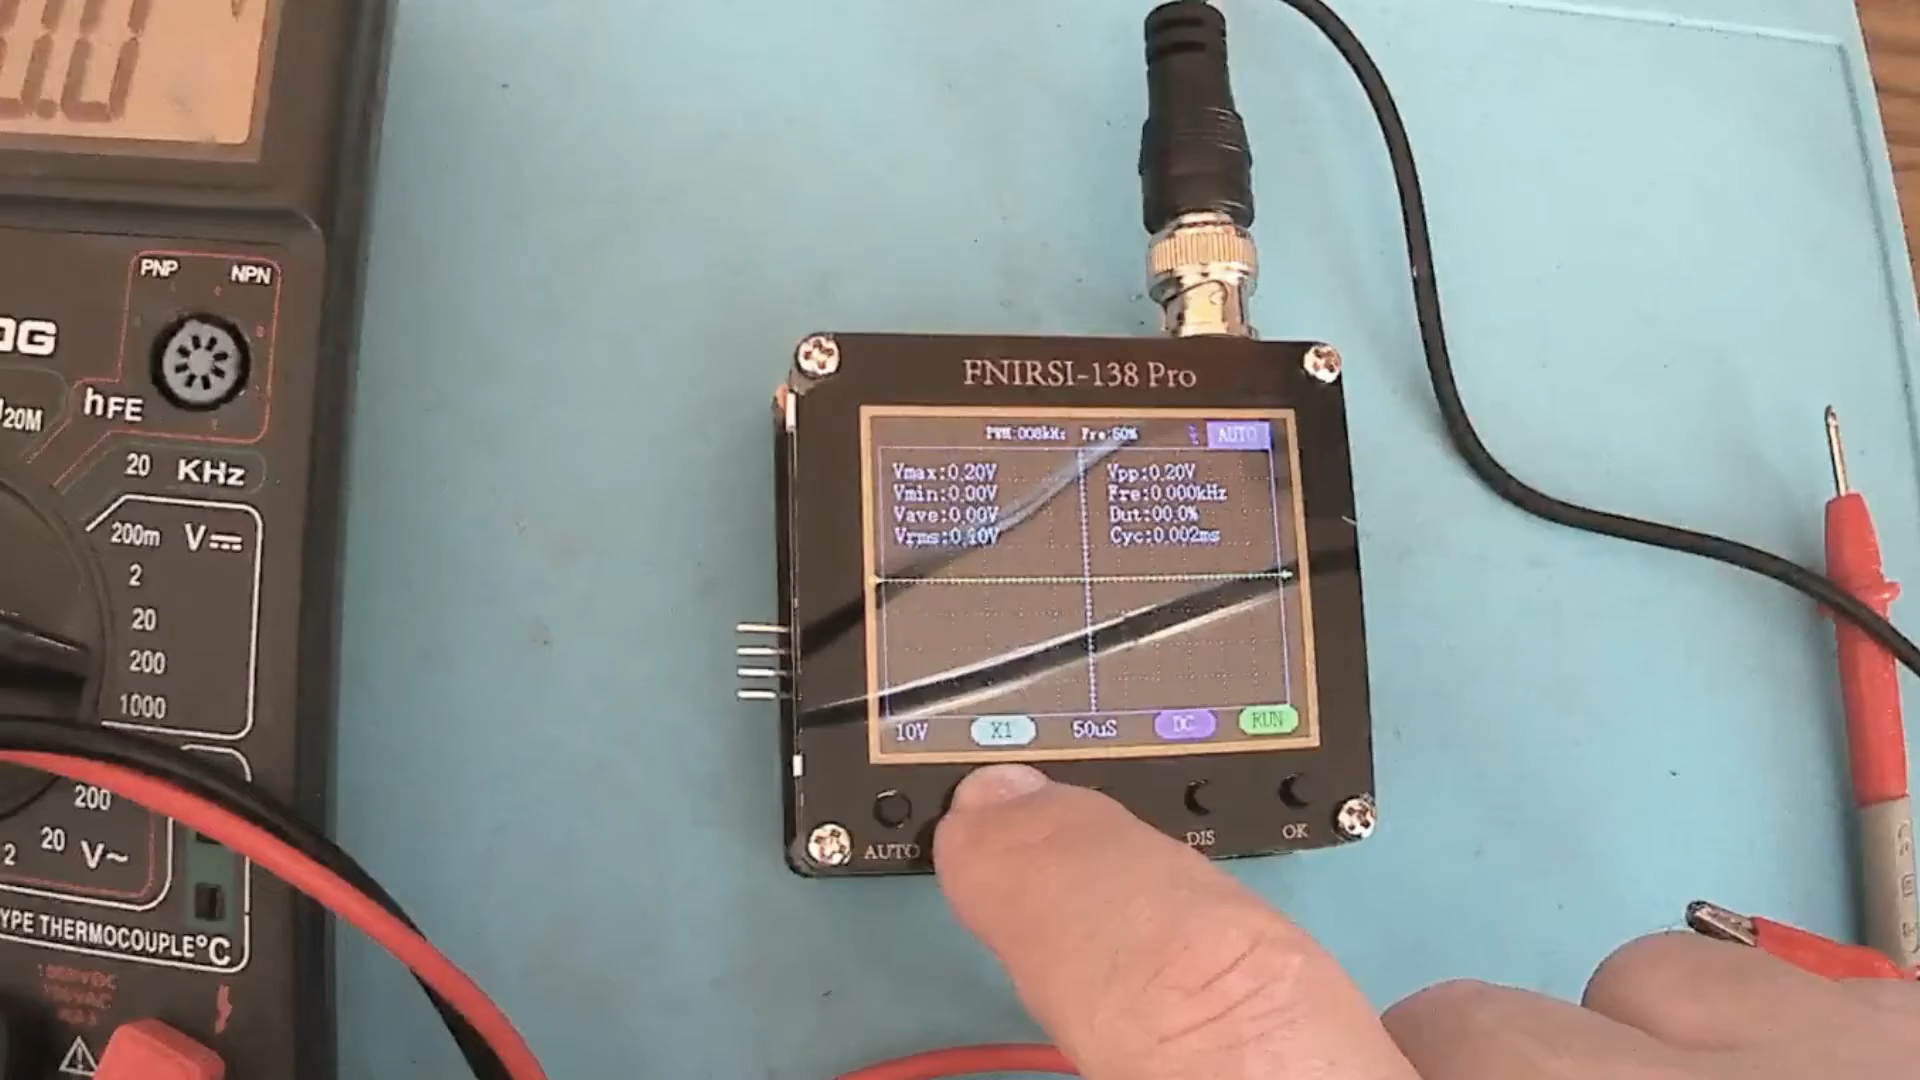 PNP NPN
OG
hFE
20M
20 KHz
200m V
2
20
200
1000
200
2 20 V~
YPE THERMOCOUPLE°C
FNIRSI-138 Pro
PWM:008kHz Fre:50% AUTO
Vmax:0.20V Vpp:0.20V
Vmin:0.00V Fre:0.000kHz
Vave:0.00V Dut:00.0%
Vrms:0.10V Cyc:0.002ms
10V X1 50uS DC RUN
AUTO DIS OK